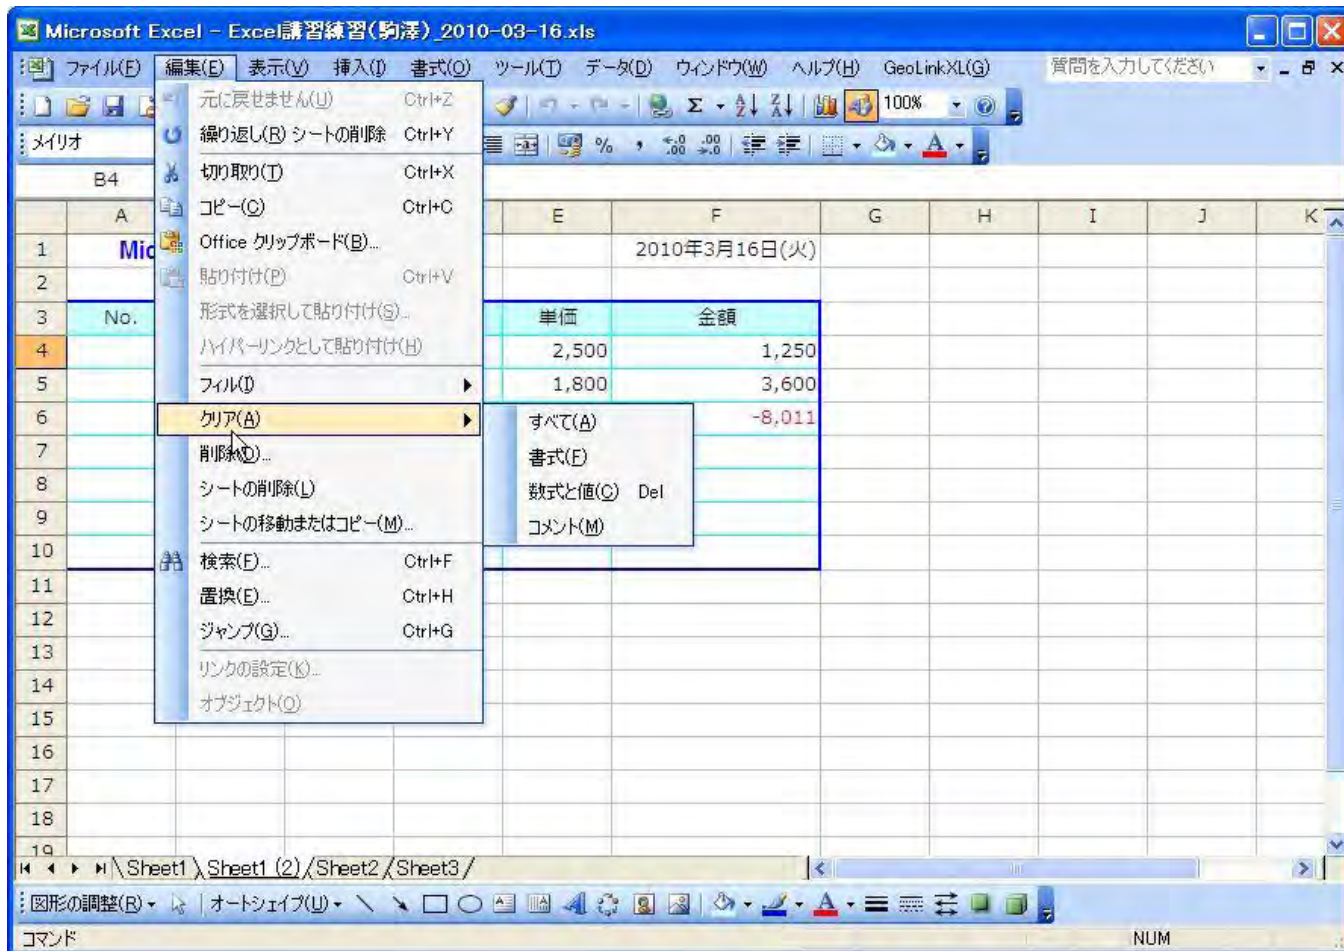 Microsoft Excel - Excel講習練習(駒澤)_2010-03-16.xls
ファイル(F) 編集(E) 表示(V) 挿入(I) 書式(O) ツール(T) データ(D) ウィンドウ(W) ヘルプ(H) GeoLinkXL(G) 質問を入力してください
100%
メイリオ
B4
元に戻せません(U) Ctrl+Z
繰り返し(R) シートの削除 Ctrl+Y
切り取り(T) Ctrl+X
コピー(C) Ctrl+C
Office クリップボード(B)...
貼り付け(P) Ctrl+V
形式を選択して貼り付け(S)...
ハイパーリンクとして貼り付け(H)
フィル(I)
クリア(A)
削除(D)...
シートの削除(L)
シートの移動またはコピー(M)...
検索(F)...
Ctrl+F
置換(E)...
Ctrl+H
ジャンプ(G)...
Ctrl+G
リンクの設定(K)...
オブジェクト(O)
すべて(A)
書式(F)
数式と値(C) Del
コメント(M)
A E F G H I J K
1 Mic 2010年3月16日(火)
2
3 No. 単価 金額
4 2,500 1,250
5 1,800 3,600
6 -8,011
7
8
9
10
11
12
13
14
15
16
17
18
19
Sheet1 Sheet1 (2) Sheet2 Sheet3
図形の調整(R) オートシェイプ(U)
コマンド NUM